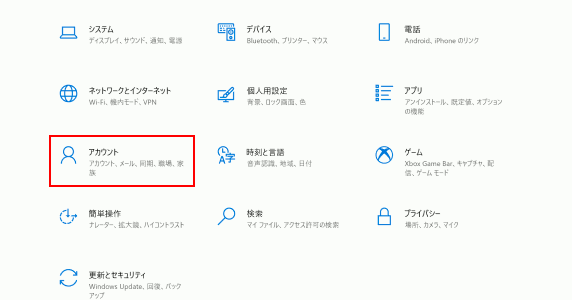 システム
ディスプレイ、サウンド、通知、電源
デバイス
Bluetooth、プリンター、マウス
電話
Android、iPhone のリンク
ネットワークとインターネット
Wi-Fi、機内モード、VPN
個人用設定
背景、ロック画面、色
アプリ
アンインストール、既定値、オプション
の機能
アカウント
アカウント、メール、同期、職場、家
族
時刻と言語
音声認識、地域、日付
ゲーム
Xbox Game Bar、キャプチャ、配
信、ゲーム モード
簡単操作
ナレーター、拡大鏡、ハイコントラスト
検索
マイ ファイル、アクセス許可の検索
プライバシー
場所、カメラ、マイク
更新とセキュリティ
Windows Update、回復、バック
アップ